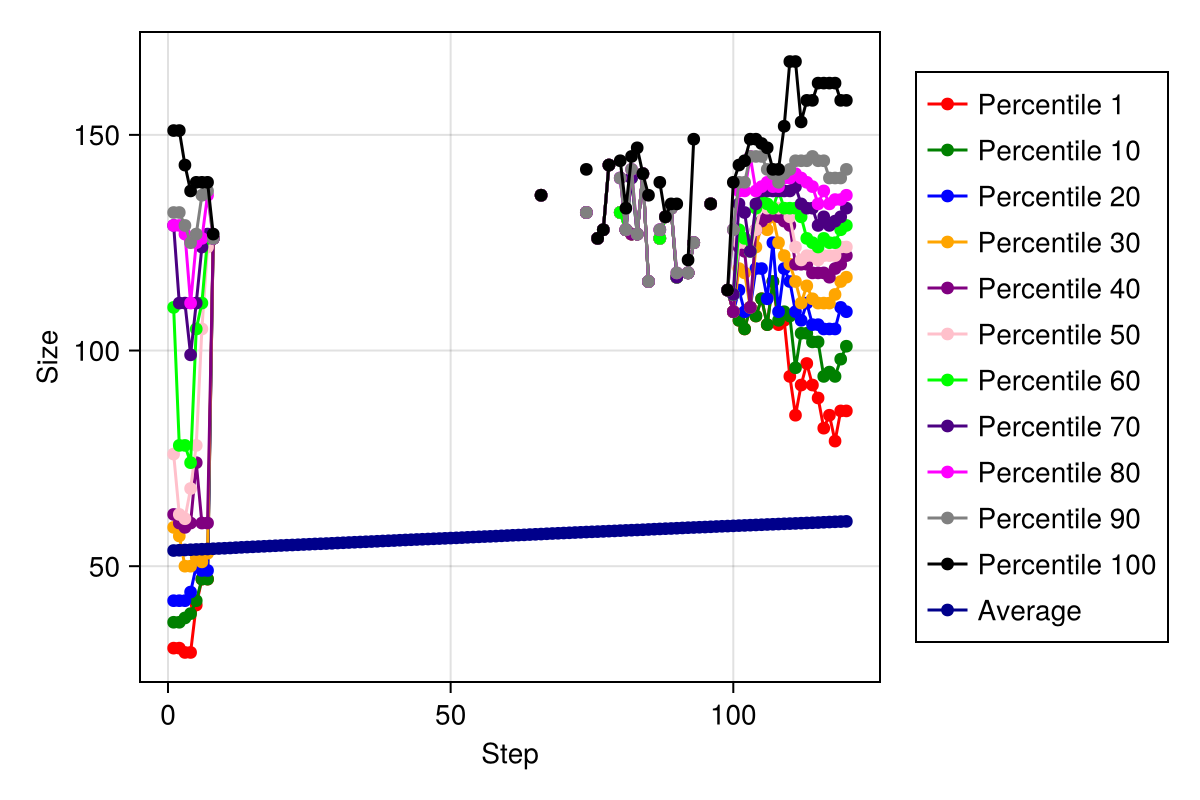 150
100
50
Size
0
50
100
Step
Percentile 1
Percentile 10
Percentile 20
Percentile 30
Percentile 40
Percentile 50
Percentile 60
Percentile 70
Percentile 80
Percentile 90
Percentile 100
Average